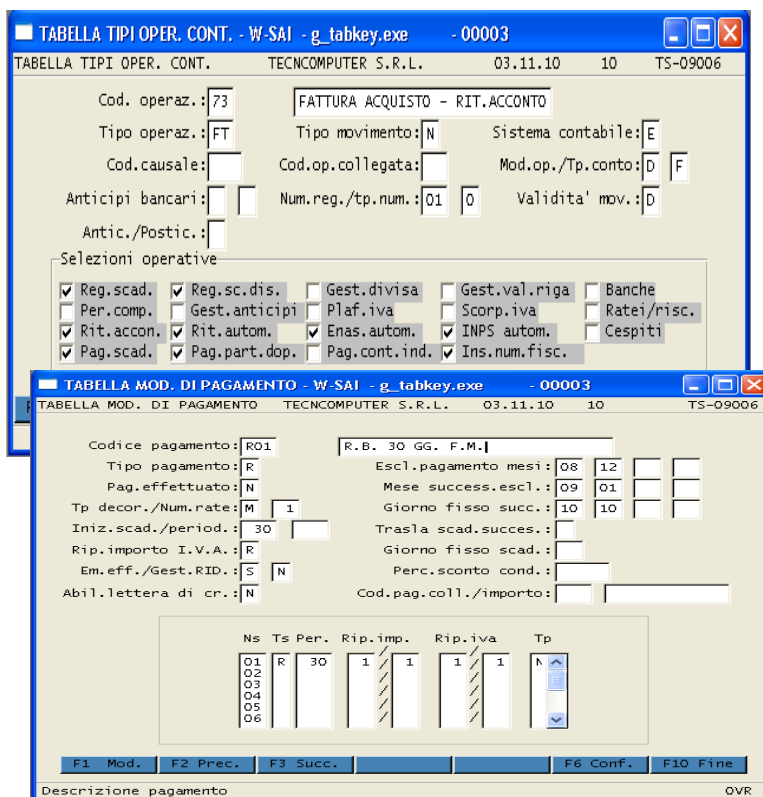 TABELLA TIPI OPER. CONT. - W-SAI - g_tabkey.exe - 00003
TABELLA TIPI OPER. CONT. TECNCOMPUTER S.R.L. 03.11.10 10 TS-09006
Cod. operaz.: 73 FATTURA ACQUISTO - RIT.ACCONTO
Tipo operaz.: FT Tipo movimento: N Sistema contabile: E
Cod.causale: Cod.op.collegata: Mod.op./Tp.conto: D F
Anticipi bancari: Num.reg./tp.num.: 01 0 Validita' mov.: D
Antic./Postic.:
Selezioni operative
Reg.scad. Reg.sc.dis. Gest.divisa Gest.val.riga Banche
Per.comp. Gest.anticipi Plaf.iva Scorp.iva Ratei/risc.
Rit.accon. Rit.autom. Enas.autom. INPS autom. Cespiti
Pag.scad. Pag.part.dop. Pag.cont.ind. Ins.num.fisc.
TABELLA MOD. DI PAGAMENTO - W-SAI - g_tabkey.exe - 00003
TABELLA MOD. DI PAGAMENTO TECNCOMPUTER S.R.L. 03.11.10 10 TS-09006
Codice pagamento: R01 R.B. 30 GG. F.M.
Tipo pagamento: R Escl.pagamento mesi: 08 12
Pag.effettuato: N Mese success.escl.: 09 01
Tp decor./Num.rate: M 1 Giorno fisso succ.: 10 10
Iniz.scad./period.: 30 Trasla scad.succes.:
Rip.importo I.V.A.: R Giorno fisso scad.:
Em.eff./Gest.RID.: S N Perc.sconto cond.:
Abil.lettera di cr.: N Cod.pag.coll./importo:
Ns Ts Per. Rip.imp. Rip.iva Tp
01 R 30 1 / 1 1 / 1 N
02 / /
03 / /
04 / /
05 / /
06 / /
F1 Mod. F2 Prec. F3 Succ. F6 Conf. F10 Fine
Descrizione pagamento OVR